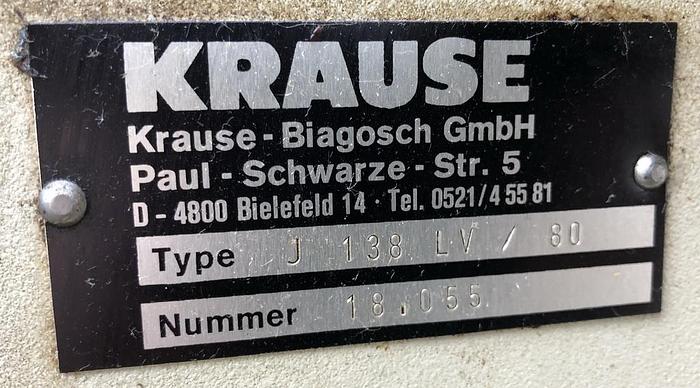 KRAUSE
Krause - Biagosch GmbH
Paul - Schwarze - Str. 5
D - 4800 Bielefeld 14 · Tel. 0521/4 55 81
Type J 138 LV / 80
Nummer 18.055